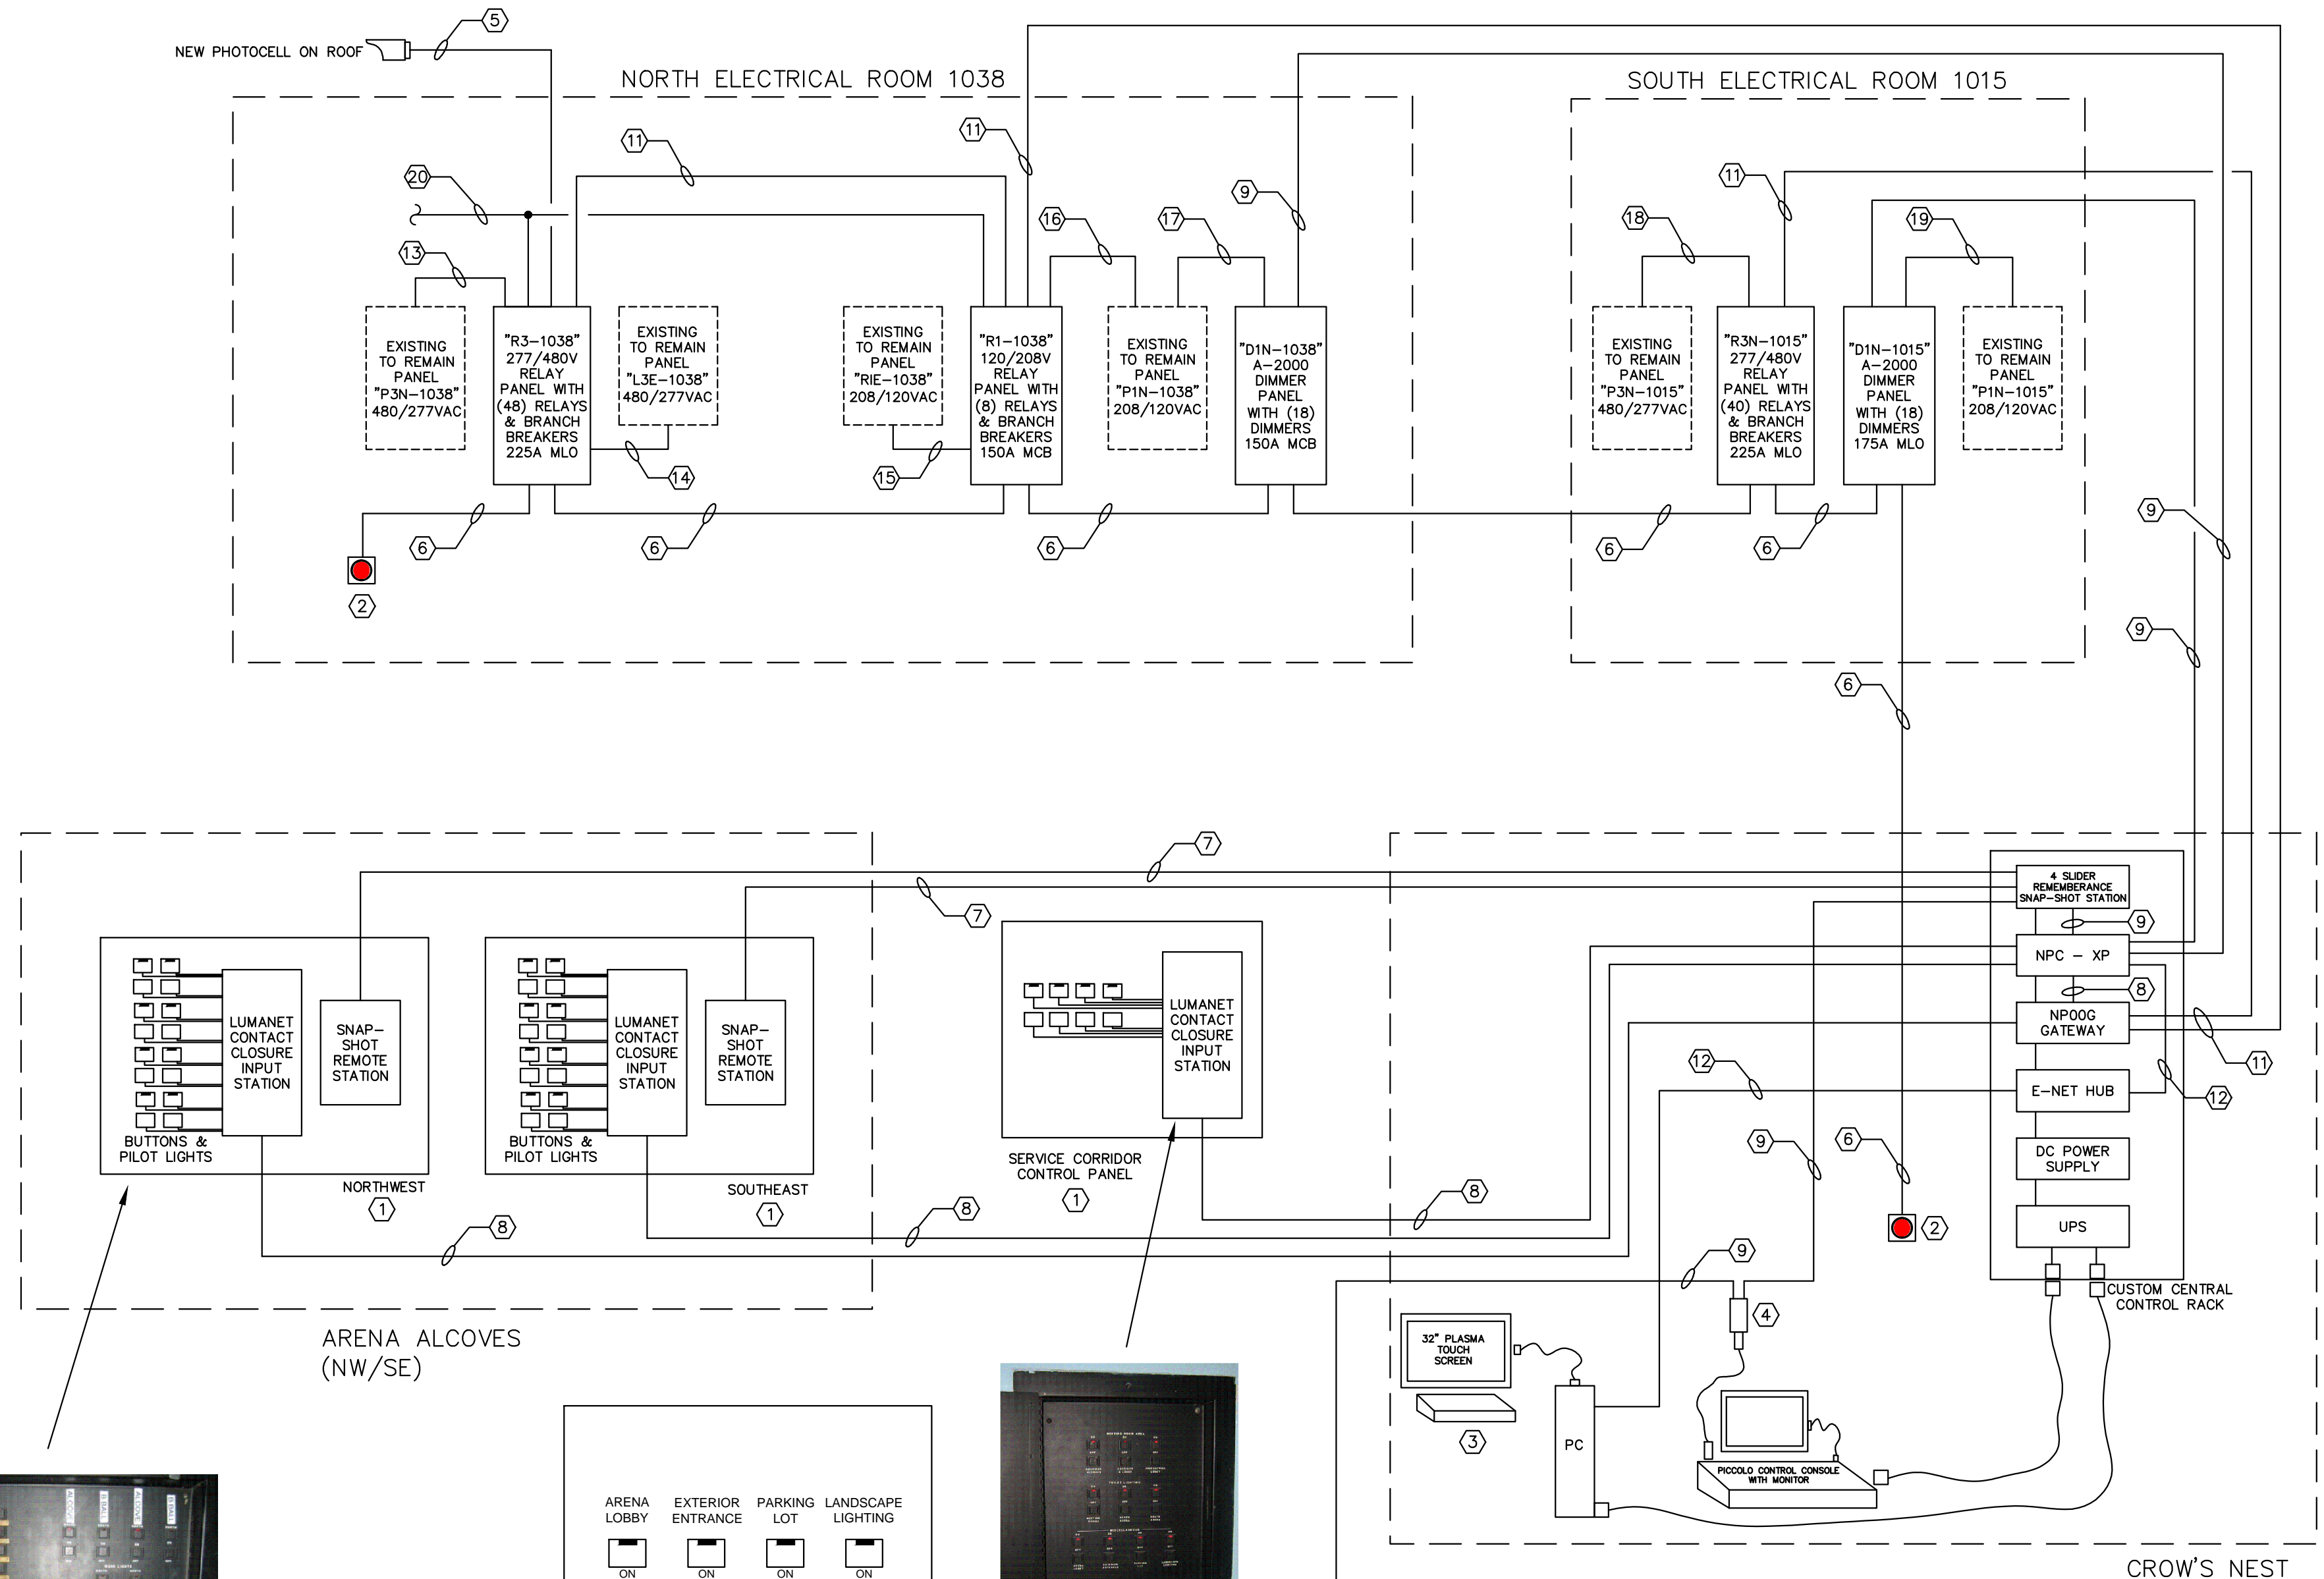 5
NEW PHOTOCELL ON ROOF
NORTH ELECTRICAL ROOM 1038
SOUTH ELECTRICAL ROOM 1015
11
11
20
9
11
16
17
18
19
13
EXISTING
TO REMAIN
PANEL
"P3N-1038"
480/277VAC
"R3-1038"
277/480V
RELAY
PANEL WITH
(48) RELAYS
& BRANCH
BREAKERS
225A MLO
EXISTING
TO REMAIN
PANEL
"L3E-1038"
480/277VAC
EXISTING
TO REMAIN
PANEL
"RIE-1038"
208/120VAC
"R1-1038"
120/208V
RELAY
PANEL WITH
(8) RELAYS
& BRANCH
BREAKERS
150A MCB
EXISTING
TO REMAIN
PANEL
"P1N-1038"
208/120VAC
"D1N-1038"
A-2000
DIMMER
PANEL
WITH (18)
DIMMERS
150A MCB
EXISTING
TO REMAIN
PANEL
"P3N-1015"
480/277VAC
"R3N-1015"
277/480V
RELAY
PANEL WITH
(40) RELAYS
& BRANCH
BREAKERS
225A MLO
"D1N-1015"
A-2000
DIMMER
PANEL
WITH (18)
DIMMERS
175A MLO
EXISTING
TO REMAIN
PANEL
"P1N-1015"
208/120VAC
14
15
9
6
6
6
6
6
2
9
6
7
7
LUMANET
CONTACT
CLOSURE
INPUT
STATION
SNAP-
SHOT
REMOTE
STATION
BUTTONS &
PILOT LIGHTS
NORTHWEST
1
LUMANET
CONTACT
CLOSURE
INPUT
STATION
SNAP-
SHOT
REMOTE
STATION
BUTTONS &
PILOT LIGHTS
SOUTHEAST
1
LUMANET
CONTACT
CLOSURE
INPUT
STATION
SERVICE CORRIDOR
CONTROL PANEL
1
8
8
8
ARENA ALCOVES
(NW/SE)
4 SLIDER
REMEMBERANCE
SNAP-SHOT STATION
9
NPC - XP
8
NP00G
GATEWAY
11
12
E-NET HUB
12
DC POWER
SUPPLY
UPS
CUSTOM CENTRAL
CONTROL RACK
9
6
2
9
4
32" PLASMA
TOUCH
SCREEN
3
PC
PICCOLO CONTROL CONSOLE
WITH MONITOR
CROW'S NEST
ARENA
LOBBY
EXTERIOR
ENTRANCE
PARKING
LOT
LANDSCAPE
LIGHTING
ON
ON
ON
ON
ALCOVE
B BALL
ALCOVE
B BALL